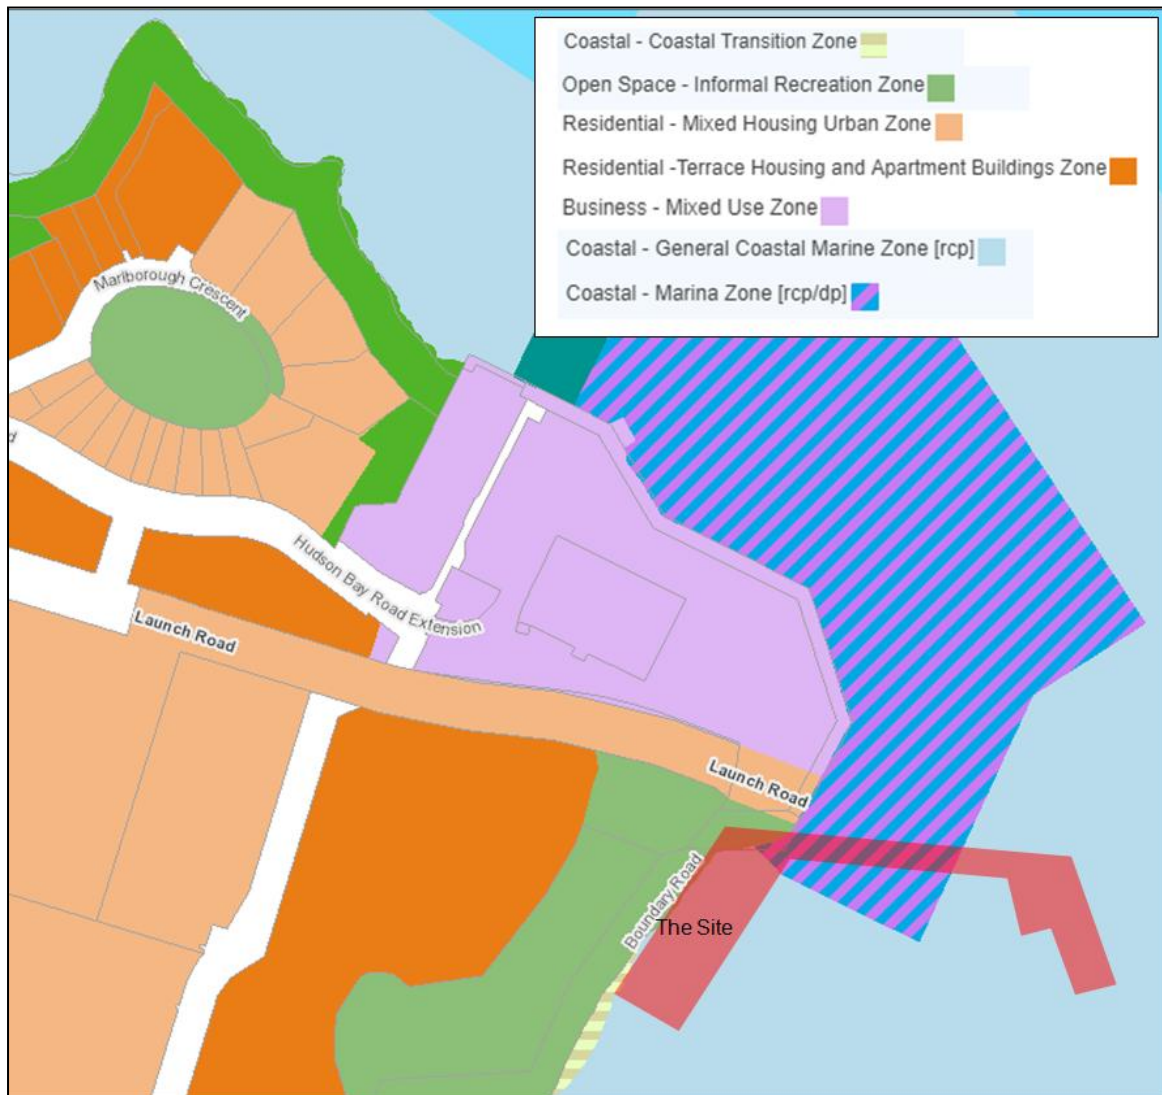 Coastal - Coastal Transition Zone
Open Space - Informal Recreation Zone
Residential - Mixed Housing Urban Zone
Residential -Terrace Housing and Apartment Buildings Zone
Business - Mixed Use Zone
Coastal - General Coastal Marine Zone [rcp]
Coastal - Marina Zone [rcp/dp]
Marlborough Crescent
d
Hudson Bay Road Extension
Launch Road
Launch Road
Boundary Road
The Site